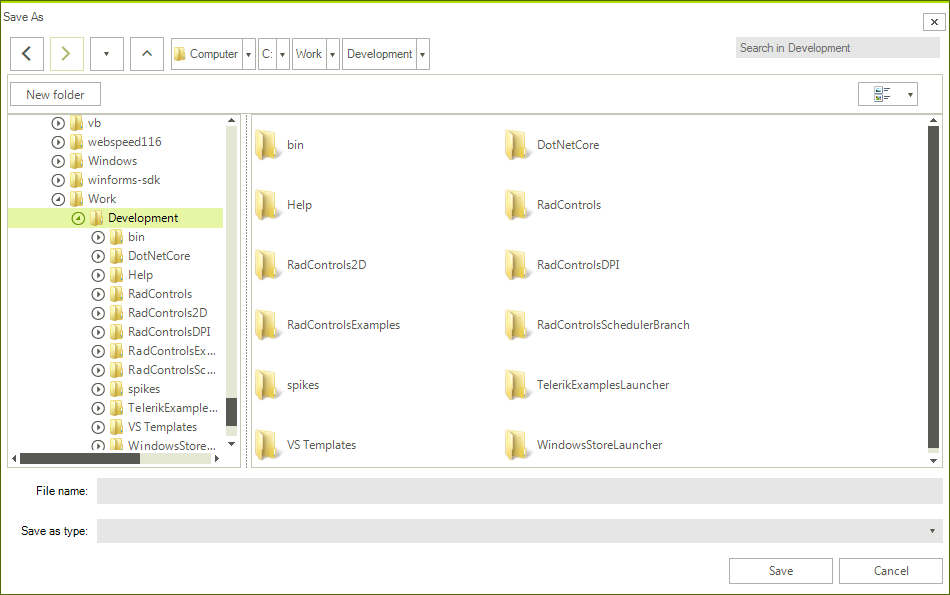 Save As
Computer C: Work Development
Search in Development
New folder
vb
webspeed116
Windows
winforms-sdk
Work
Development
bin
DotNetCore
Help
RadControls
RadControls2D
RadControlsDPI
RadControlsEx...
RadControlsSc...
spikes
TelerikExample...
VS Templates
WindowsStore...
bin DotNetCore
Help RadControls
RadControls2D RadControlsDPI
RadControlsExamples RadControlsSchedulerBranch
spikes TelerikExamplesLauncher
VS Templates WindowsStoreLauncher
File name:
Save as type:
Save Cancel